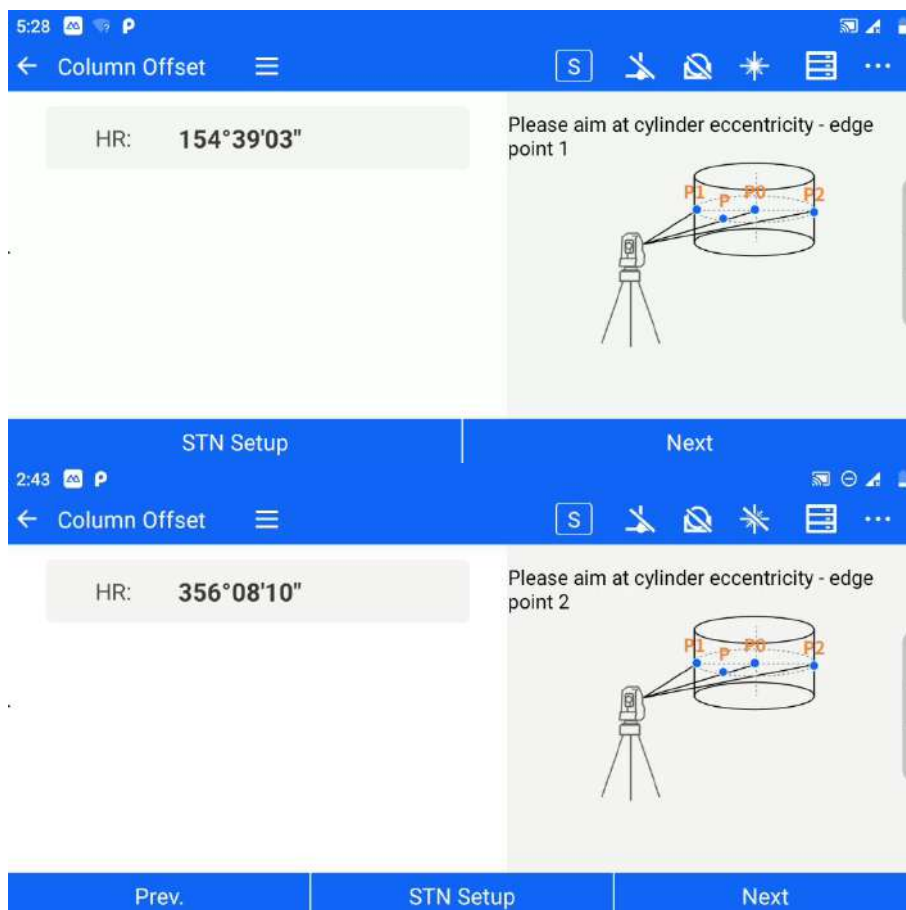 5:28
Column Offset
S
HR: 154°39'03"
Please aim at cylinder eccentricity - edge
point 1
P1 P P0 P2
STN Setup Next
2:43
Column Offset
S
HR: 356°08'10"
Please aim at cylinder eccentricity - edge
point 2
P1 P P0 P2
Prev. STN Setup Next